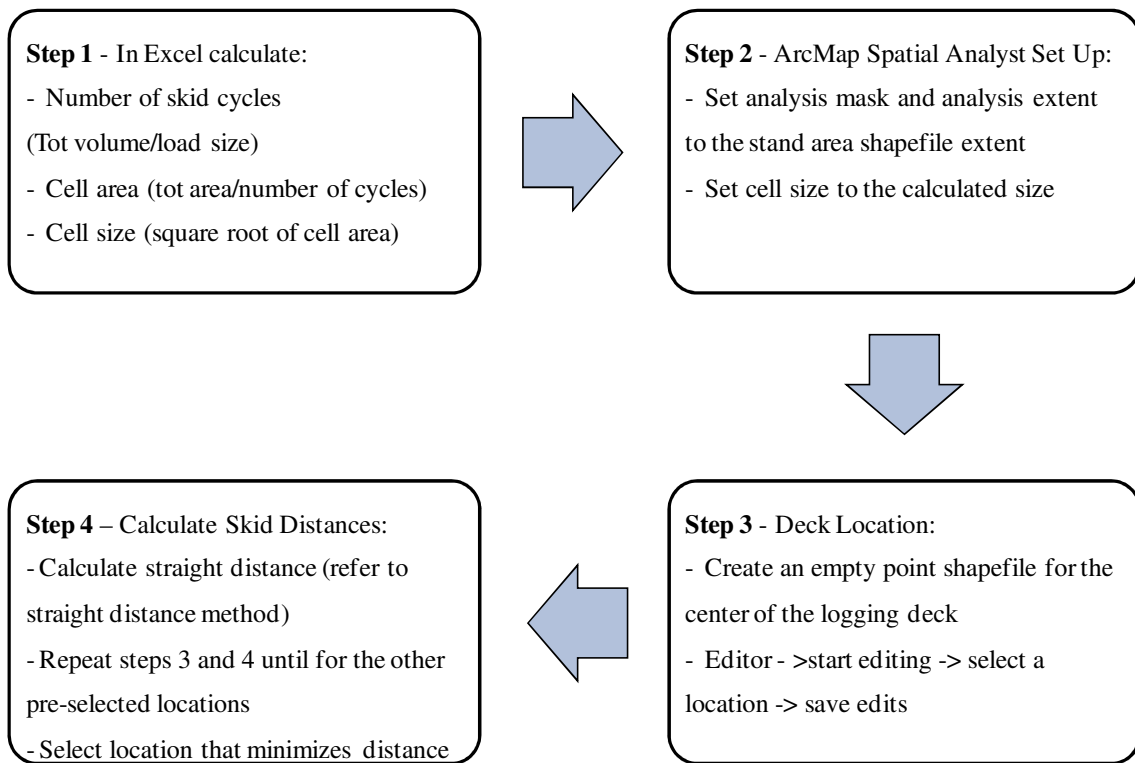 Step 1 - In Excel calculate:
- Number of skid cycles
(Tot volume/load size)
- Cell area (tot area/number of cycles)
- Cell size (square root of cell area)
Step 2 - ArcMap Spatial Analyst Set Up:
- Set analysis mask and analysis extent
to the stand area shapefile extent
- Set cell size to the calculated size
Step 3 - Deck Location:
- Create an empty point shapefile for the
center of the logging deck
- Editor - >start editing -> select a
location -> save edits
Step 4 – Calculate Skid Distances:
- Calculate straight distance (refer to
straight distance method)
- Repeat steps 3 and 4 until for the other
pre-selected locations
- Select location that minimizes distance